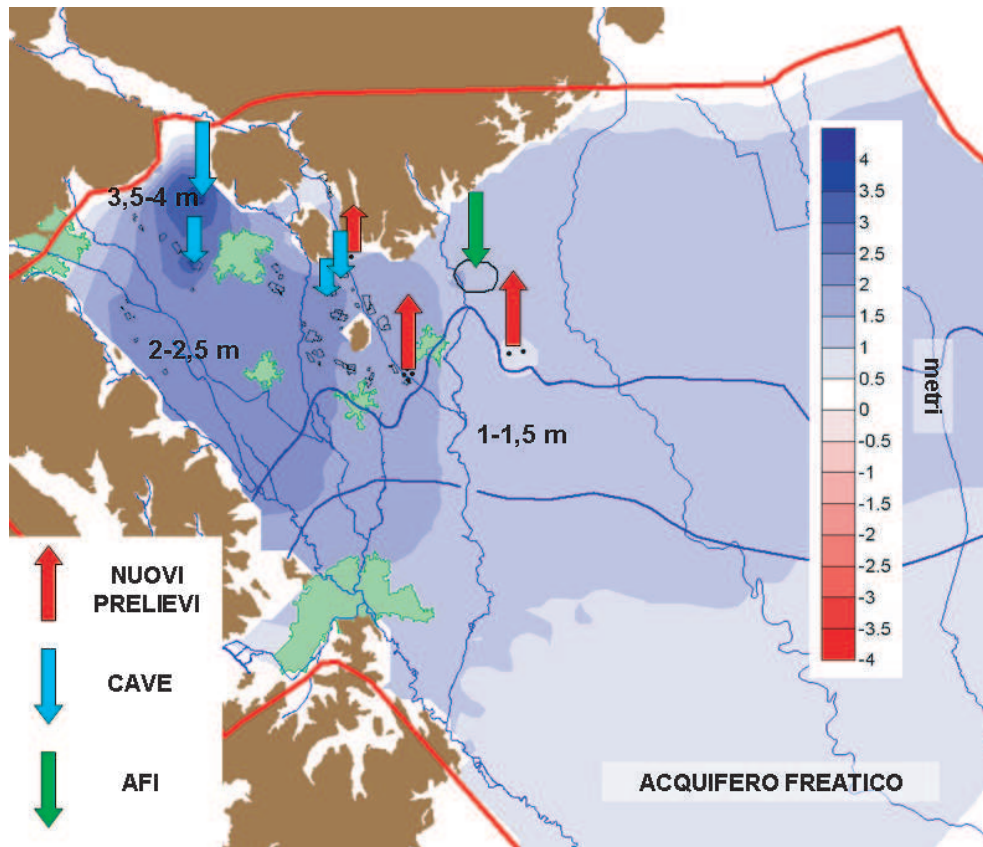 3,5-4 m
2-2,5 m
1-1,5 m
4
3.5
3
2.5
2
1.5
1
0.5
0
-0.5
-1
-1.5
-2
-2.5
-3
-3.5
-4
metri
NUOVI
PRELIEVI
CAVE
AFI
ACQUIFERO FREATICO